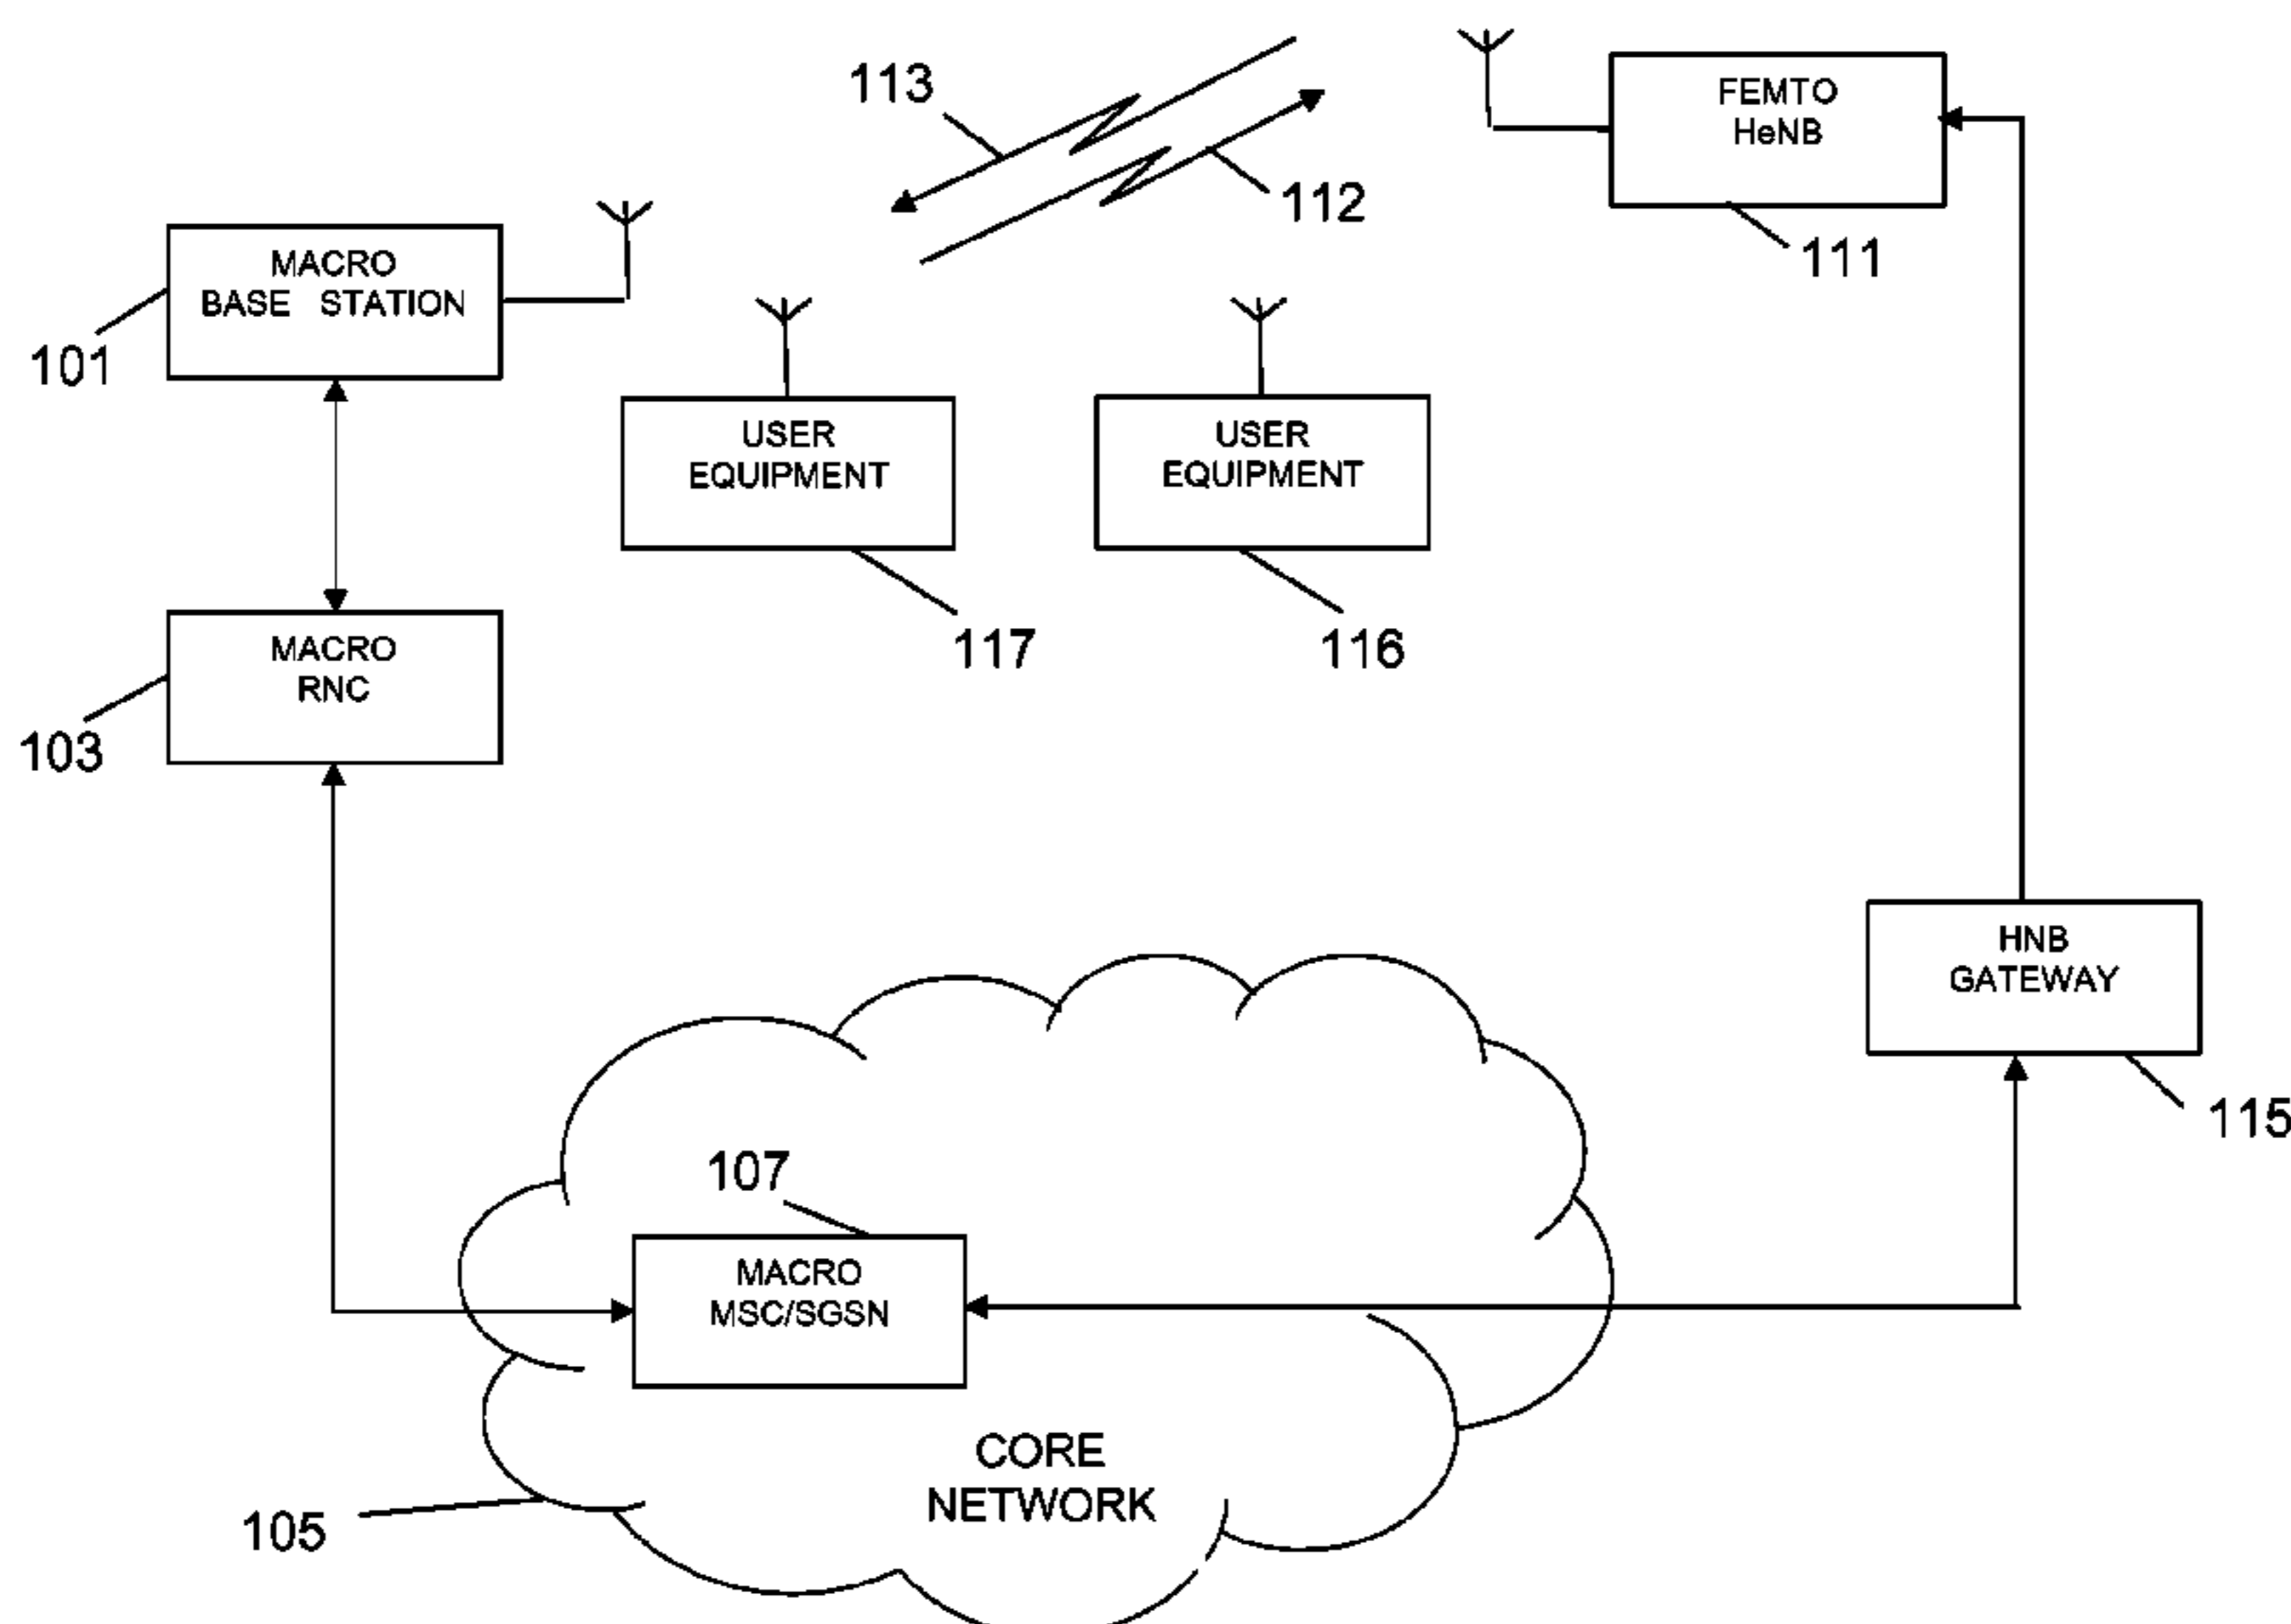 113
FEMTO
HeNB
112
111
MACRO
BASE STATION
101
USER
EQUIPMENT
USER
EQUIPMENT
117
116
MACRO
RNC
103
HNB
GATEWAY
115
107
MACRO
MSC/SGSN
CORE
NETWORK
105